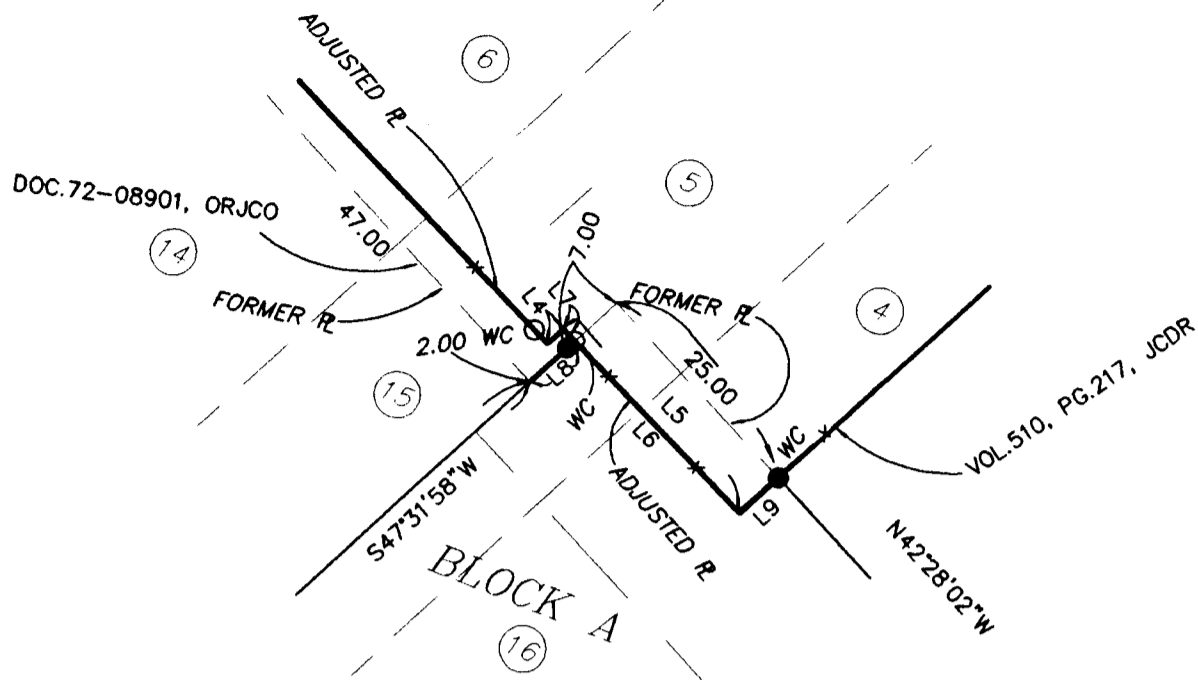 ADJUSTED ⅊
6
5
DOC.72-08901, ORJCO
14
47.00
7.00
FORMER ⅊
L4
L7
FORMER ⅊
4
2.00
WC
L8
15
25.00
WC
L5
L6
WC
VOL.510, PG.217, JCDR
S47°31'58"W
ADJUSTED ⅊
L9
N42°28'02"W
BLOCK A
16